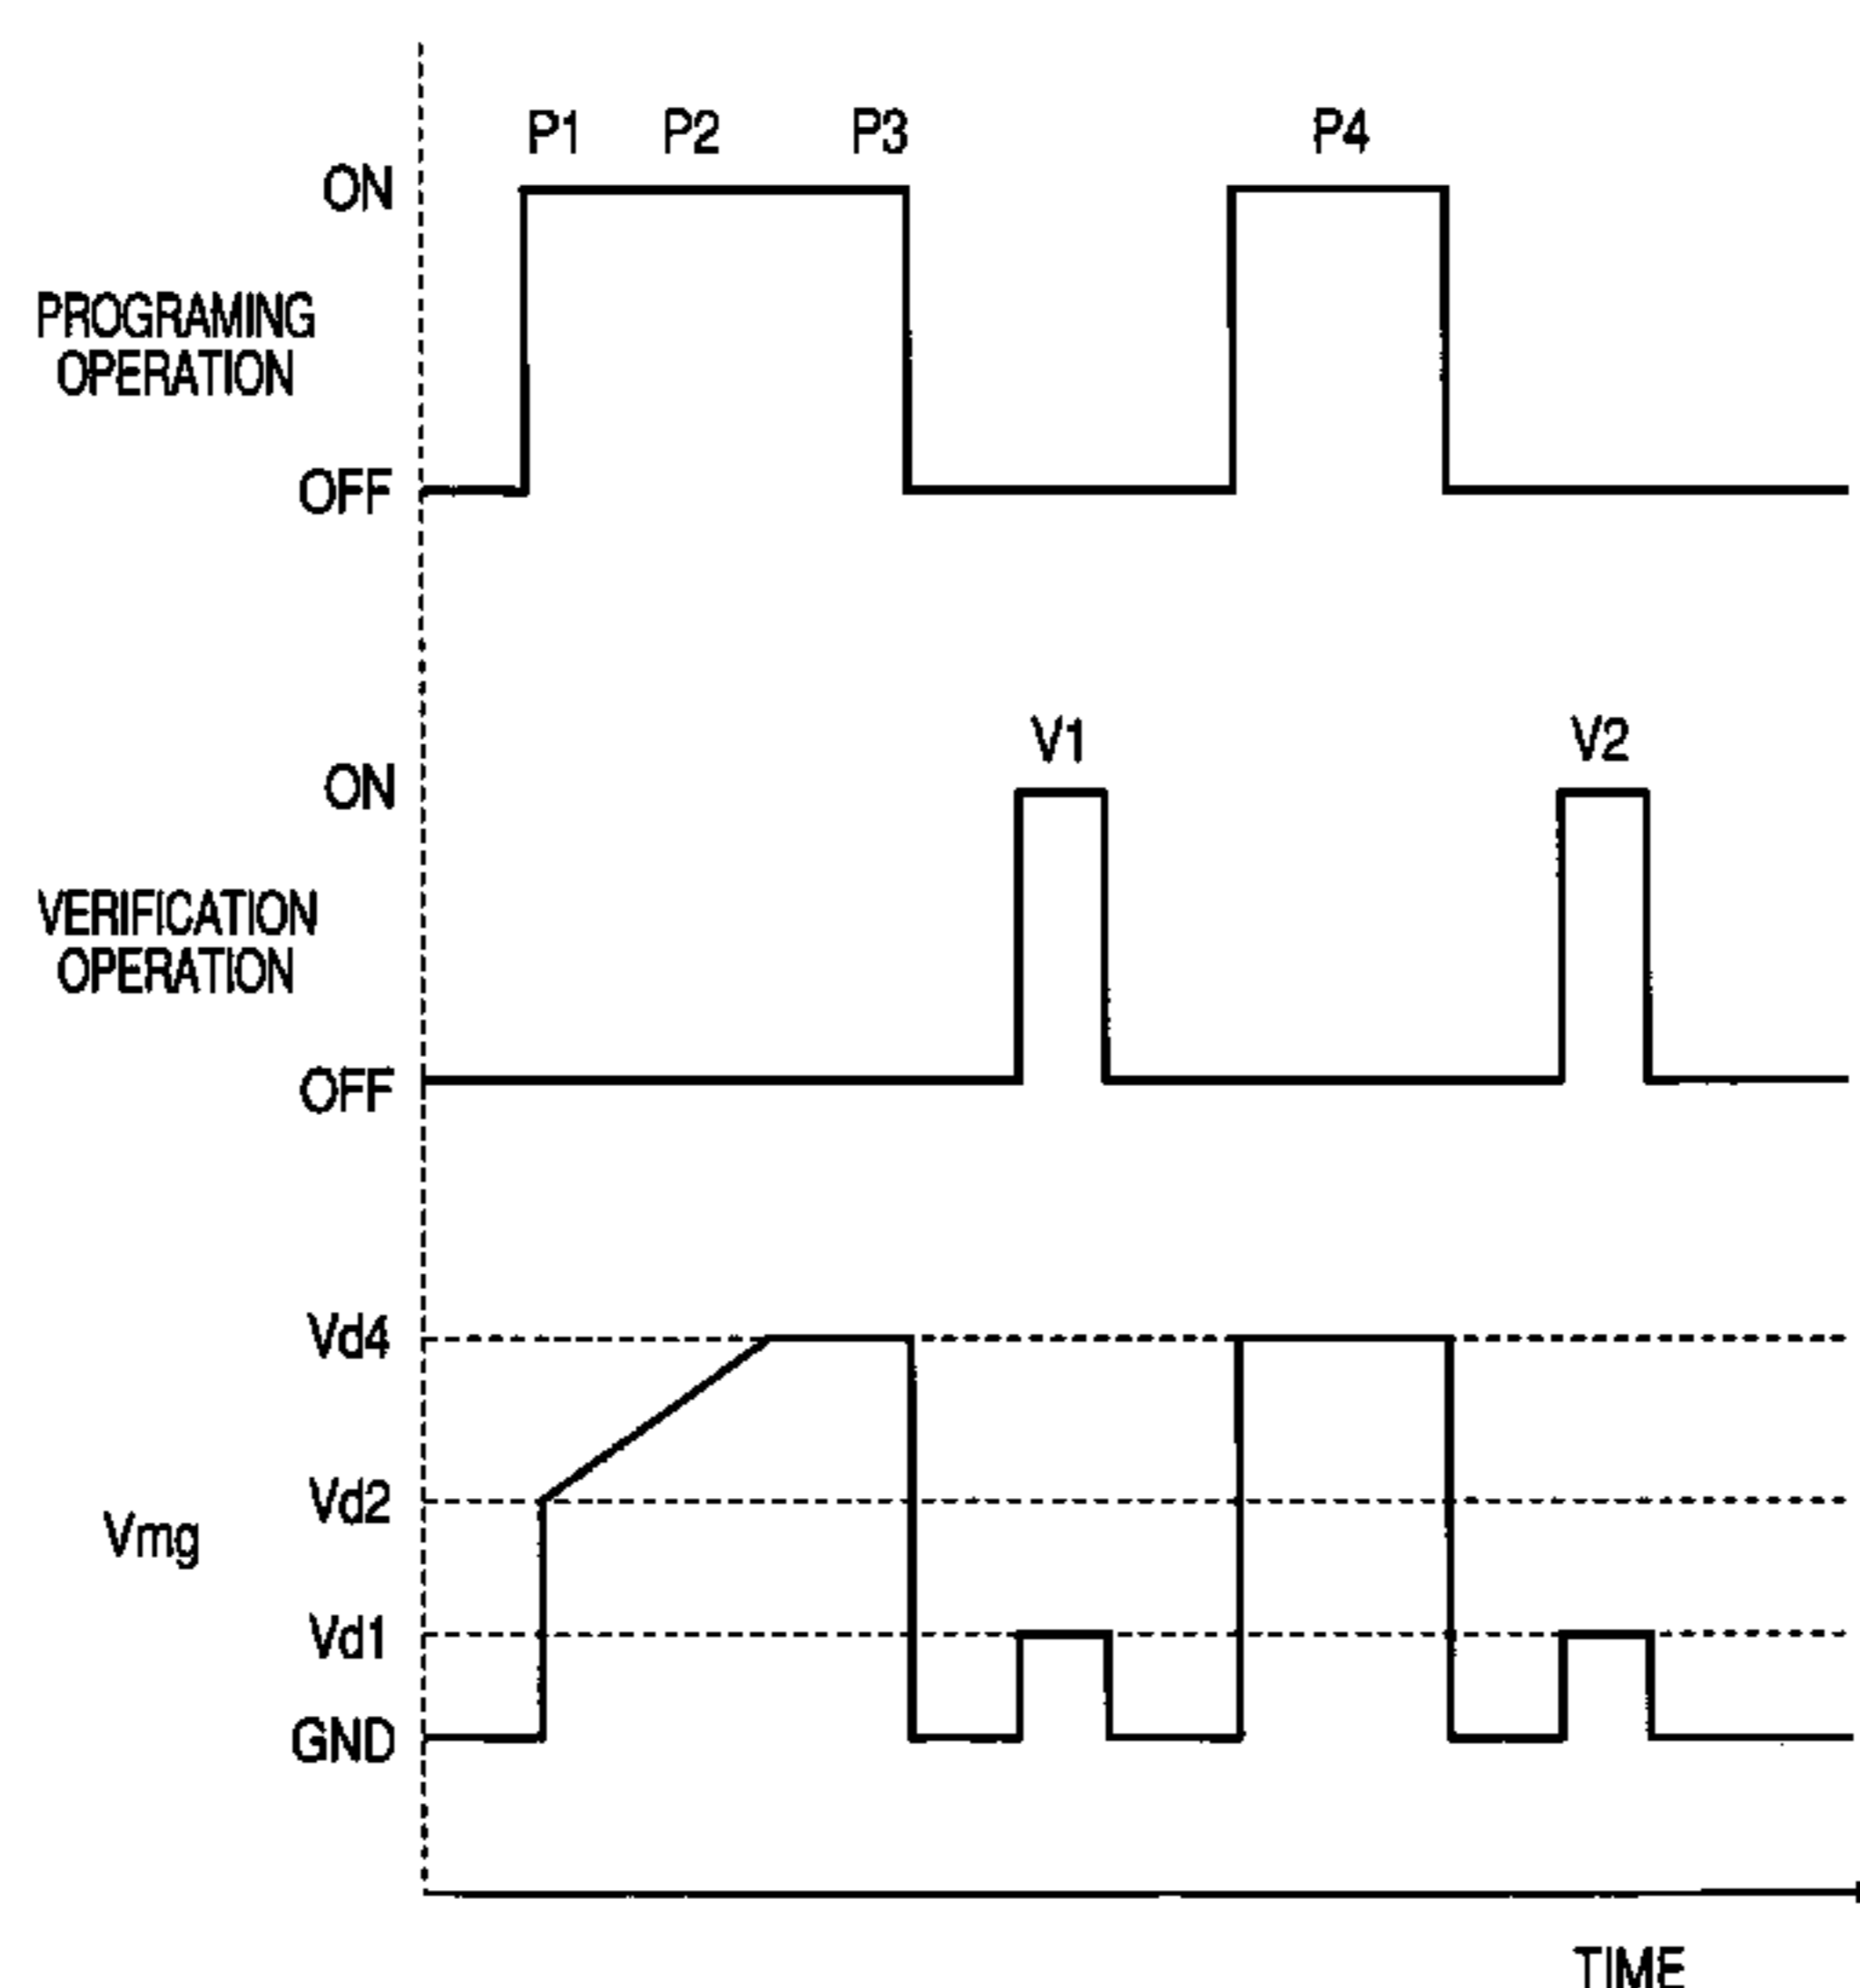 P1 P2 P3 P4
ON
PROGRAMING
OPERATION
OFF
V1 V2
ON
VERIFICATION
OPERATION
OFF
Vd4
Vd2
Vmg
Vd1
GND
TIME